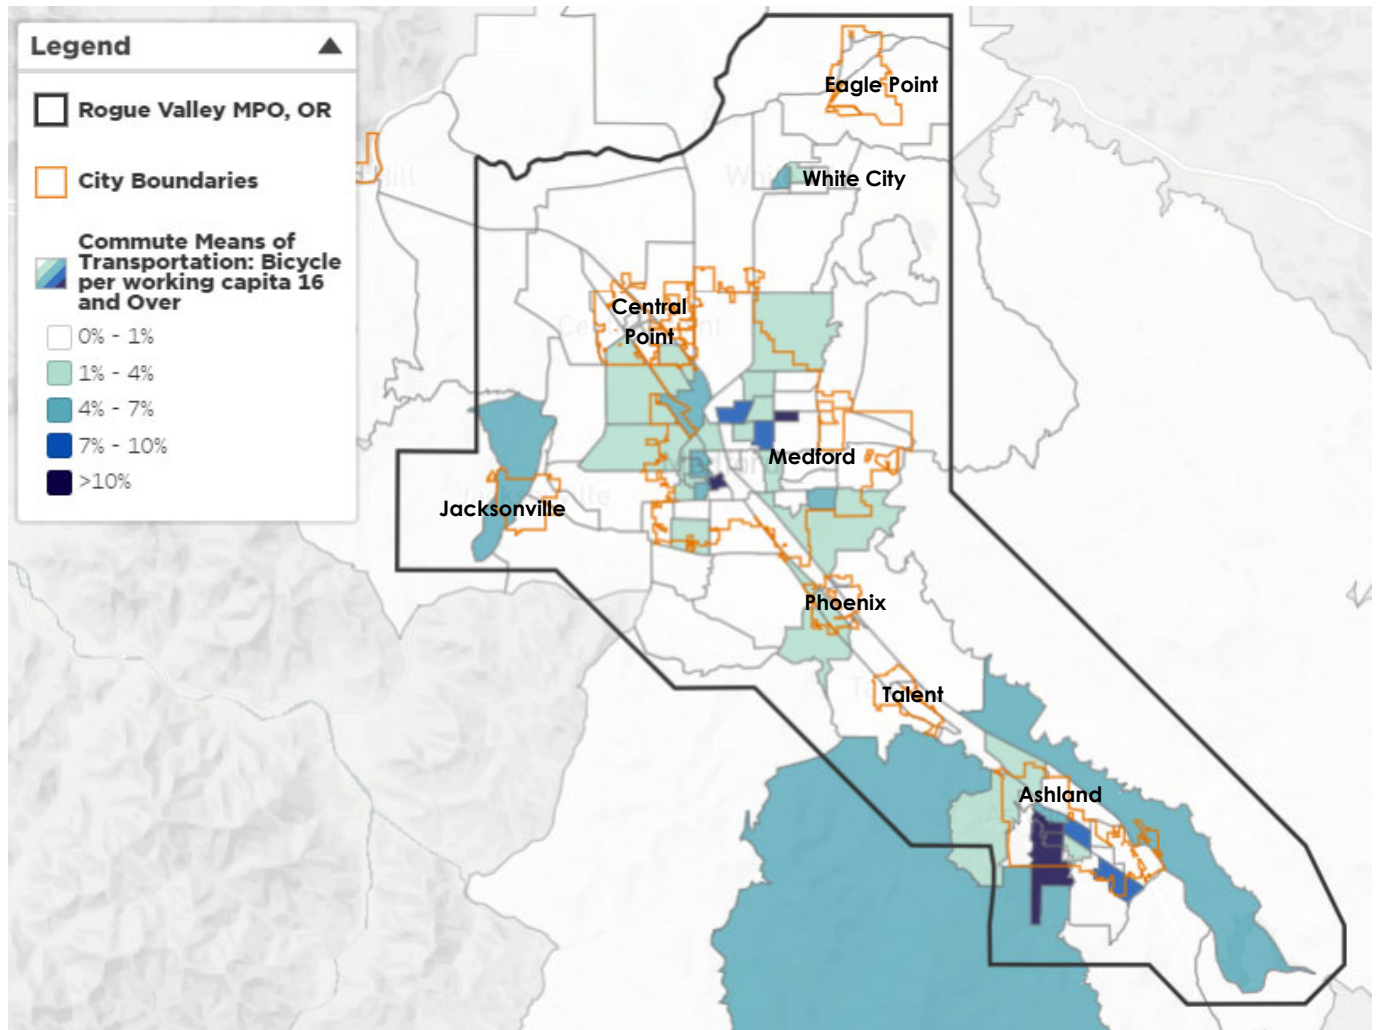 Legend
Rogue Valley MPO, OR
City Boundaries
Commute Means of
Transportation: Bicycle
per working capita 16
and Over
0% - 1%
1% - 4%
4% - 7%
7% - 10%
>10%
Eagle Point
White City
Central
Point
Medford
Jacksonville
Phoenix
Talent
Ashland